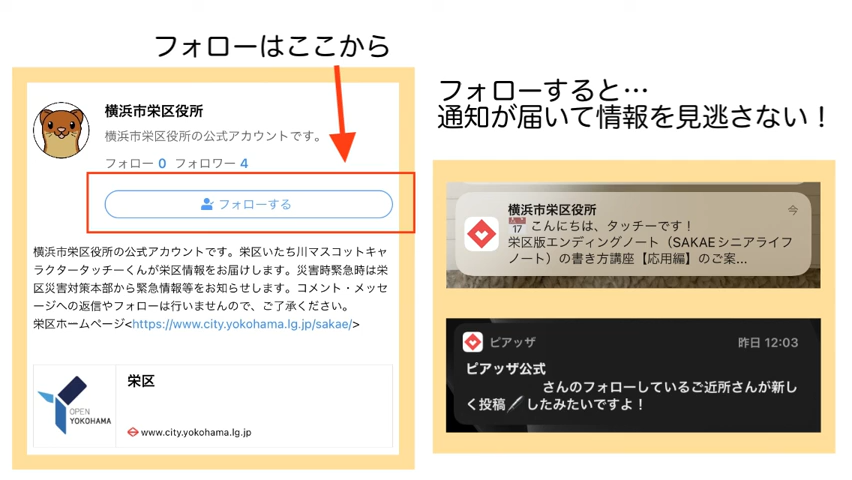 フォローはここから
横浜市栄区役所
横浜市栄区役所の公式アカウントです。
フォロー 0 フォロワー 4
フォローする
横浜市栄区役所の公式アカウントです。栄区いたち川マスコットキャ
ラクタータッチーくんが栄区情報をお届けします。災害時緊急時は栄
区災害対策本部から緊急情報等をお知らせします。コメント・メッセ
ージへの返信やフォローは行いませんので、ご了承ください。
栄区ホームページ<https://www.city.yokohama.lg.jp/sakae/>
OPEN
YOKOHAMA
栄区
www.city.yokohama.lg.jp
フォローすると…
通知が届いて情報を見逃さない！
横浜市栄区役所
今
17 こんにちは、タッチーです！
栄区版エンディングノート（SAKAEシニアライフ
ノート）の書き方講座【応用編】のご案...
ピアッザ
昨日 12:03
ピアッザ公式
さんのフォローしているご近所さんが新し
く投稿したみたいですよ！